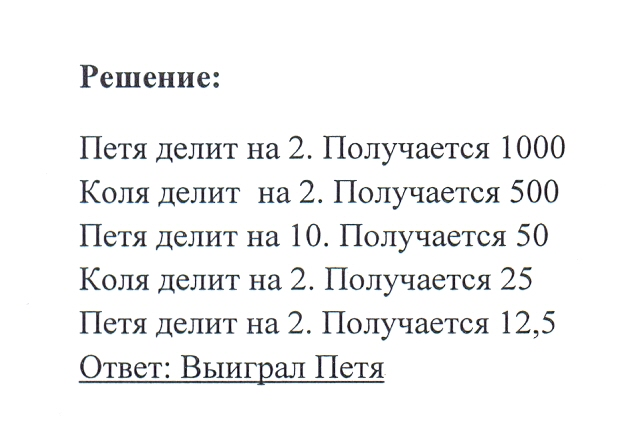 Решение:
Петя делит на 2. Получается 1000
Коля делит  на 2. Получается 500
Петя делит на 10. Получается 50
Коля делит на 2. Получается 25
Петя делит на 2. Получается 12,5
Ответ: Выиграл Петя